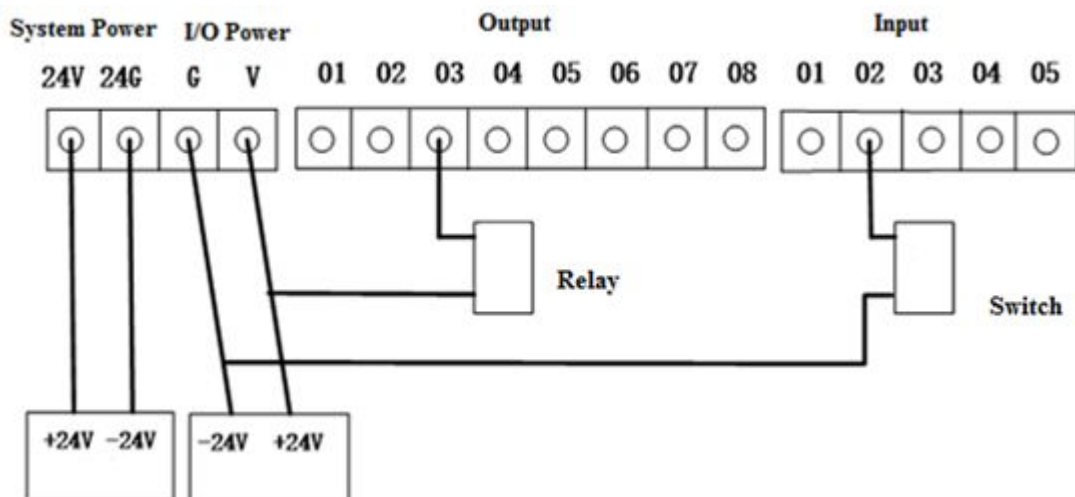 System Power I/O Power Output Input
24V 24G G V 01 02 03 04 05 06 07 08 01 02 03 04 05
Relay
Switch
+24V -24V -24V +24V